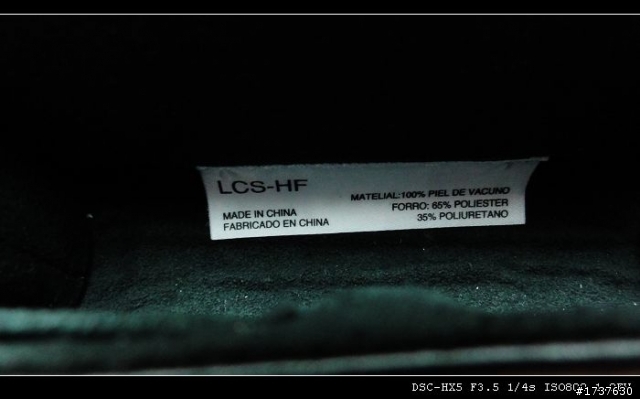 LCS-HF
MADE IN CHINA
FABRICADO EN CHINA
MATELIAL:100% PIEL DE VACUNO
FORRO: 65% POLIESTER
35% POLIURETANO
DSC-HX5 F3.5 1/4s ISO800
#1737630